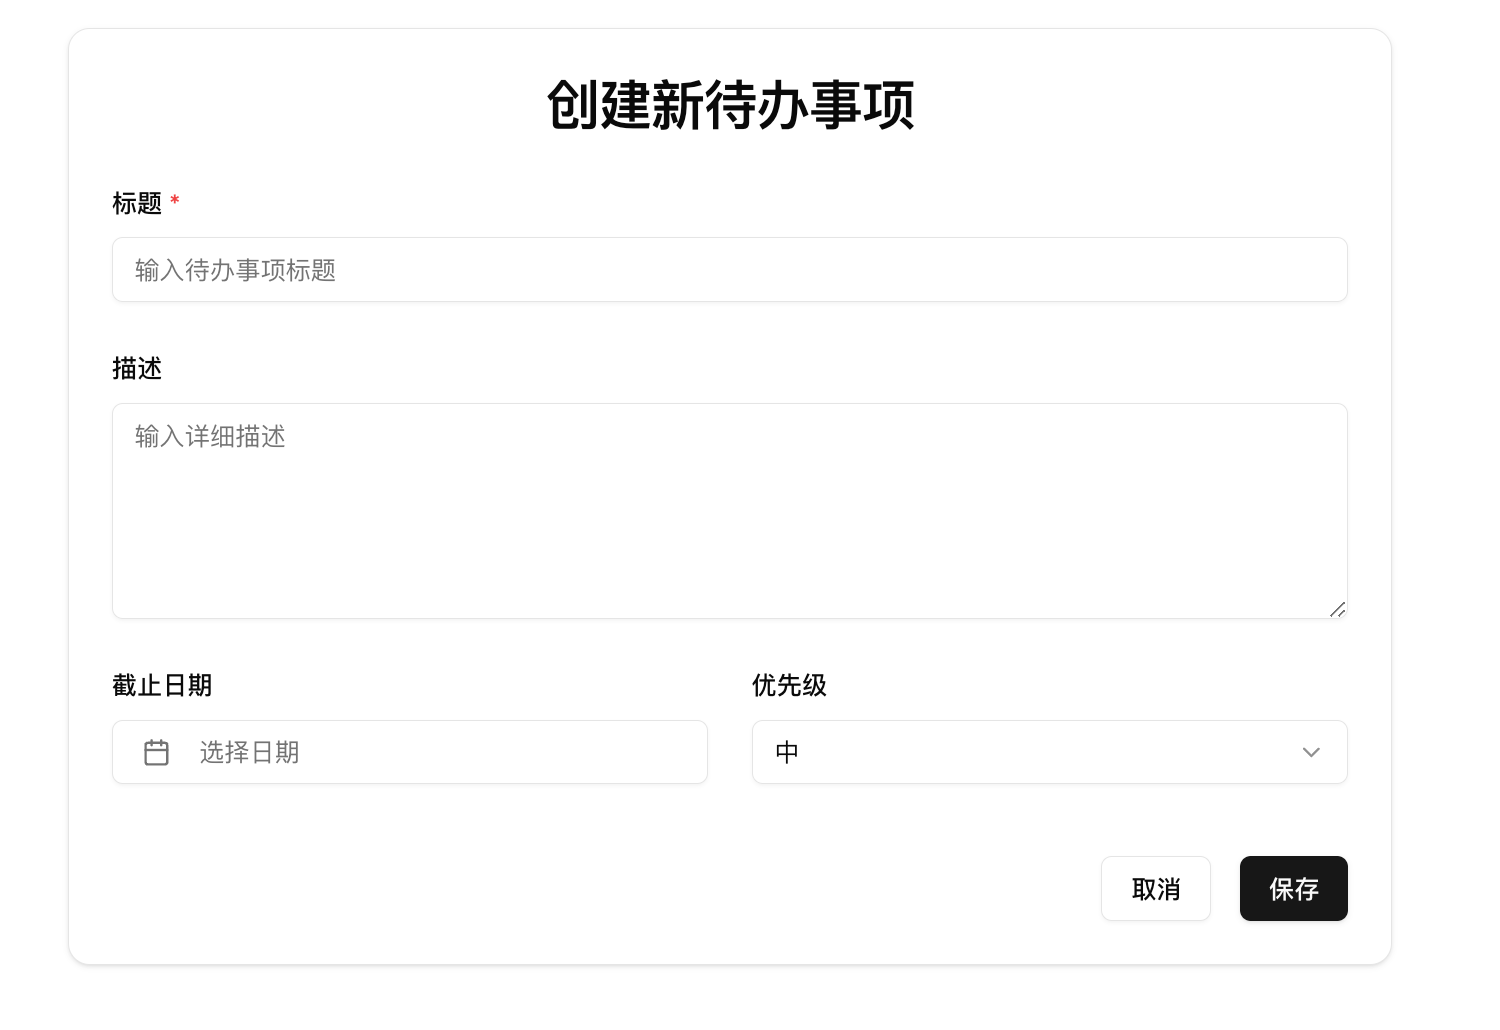 创建新待办事项
标题 *
输入待办事项标题
描述
输入详细描述
截止日期
优先级
选择日期
中
取消
保存